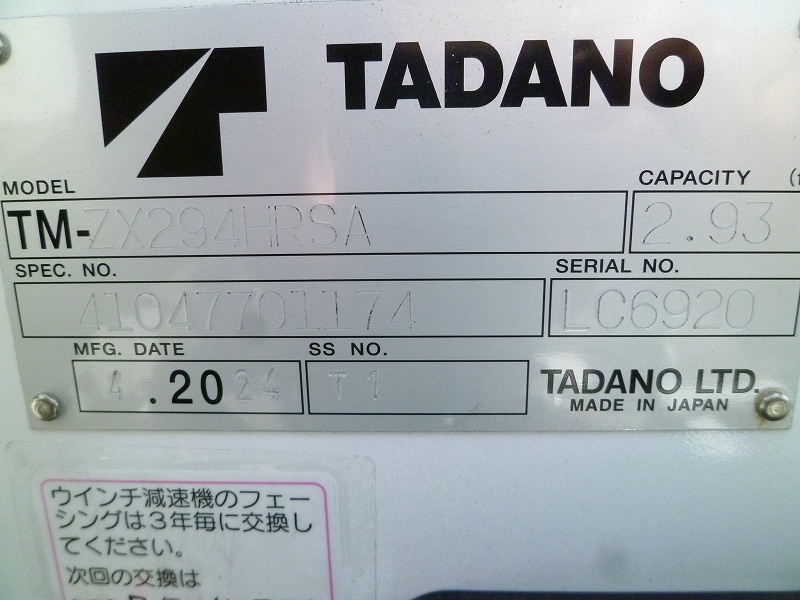 TADANO
MODEL
CAPACITY (t
TM-ZX294HRSA
2.93
SPEC. NO.
SERIAL NO.
41047701174
LC6920
MFG. DATE
SS NO.
4 .2024
T1
TADANO LTD.
MADE IN JAPAN
ウインチ減速機のフェー
シングは3年毎に交換し
てください。
次回の交換は